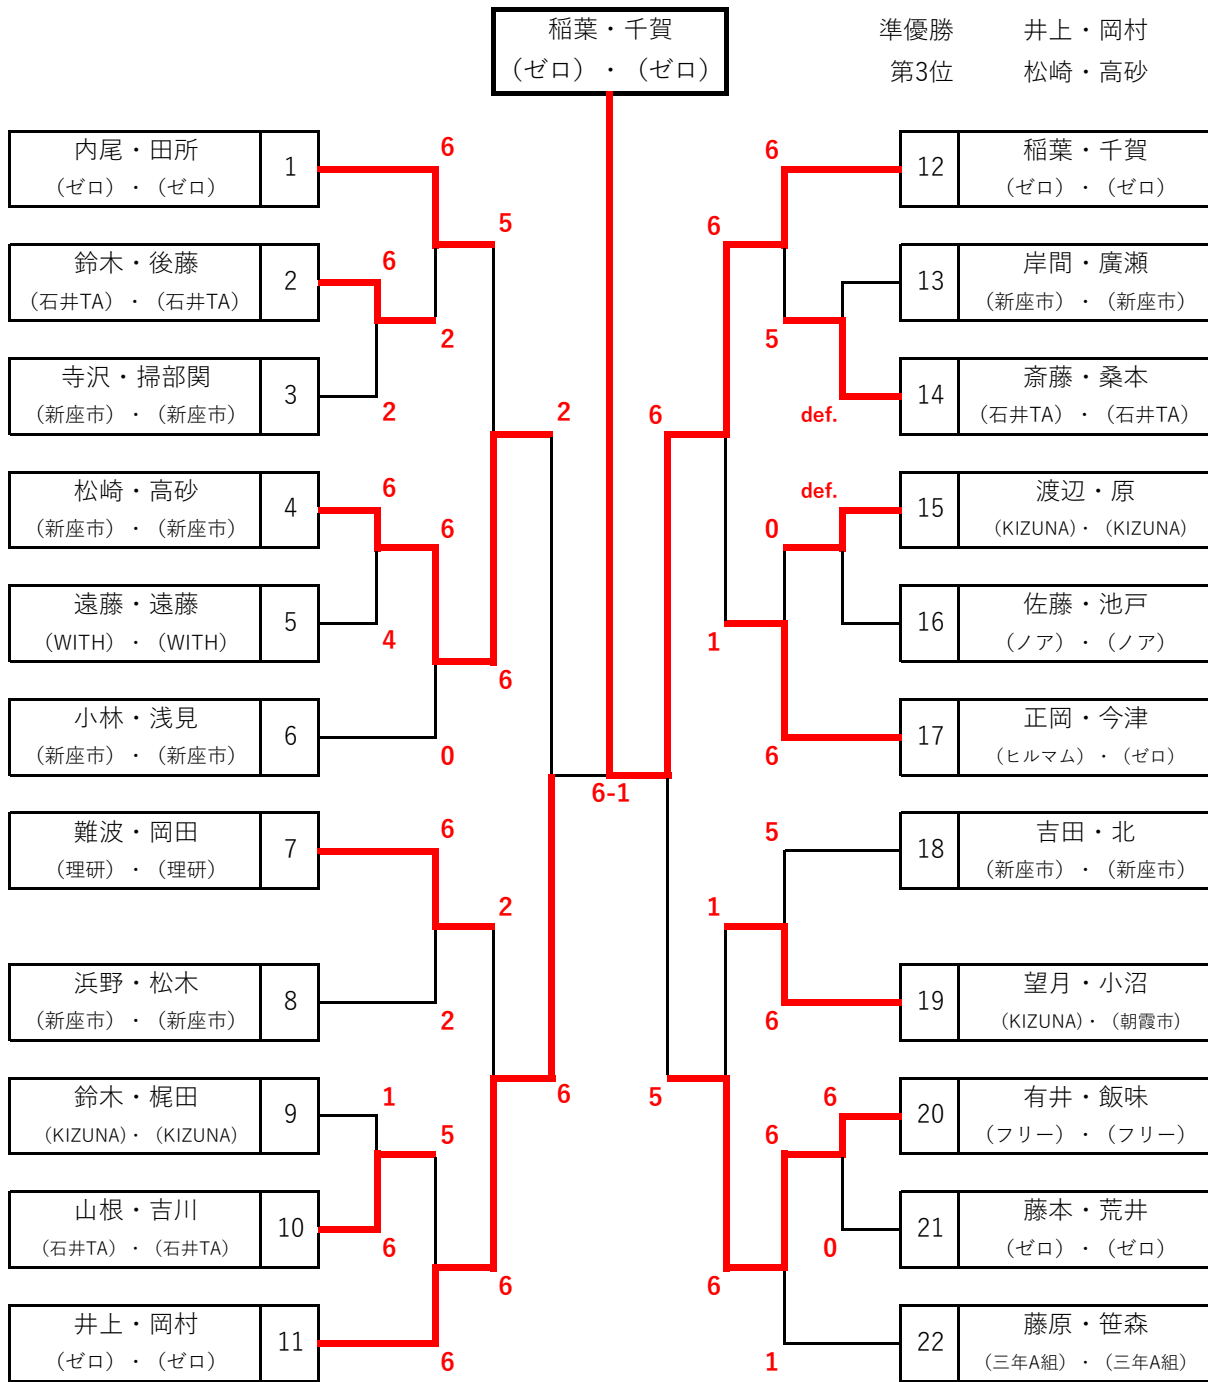 稲葉・千賀
（ゼロ）・（ゼロ）
準優勝 井上・岡村
第3位 松崎・高砂
内尾・田所
（ゼロ）・（ゼロ）
1
6
5
鈴木・後藤
（石井TA）・（石井TA）
2
6
2
寺沢・掃部関
（新座市）・（新座市）
3
2
2
松崎・高砂
（新座市）・（新座市）
4
6
6
遠藤・遠藤
（WITH）・（WITH）
5
4
6
小林・浅見
（新座市）・（新座市）
6
0
難波・岡田
（理研）・（理研）
7
6
2
浜野・松木
（新座市）・（新座市）
8
2
鈴木・梶田
（KIZUNA）・（KIZUNA）
9
1
5
6
山根・吉川
（石井TA）・（石井TA）
10
6
6
井上・岡村
（ゼロ）・（ゼロ）
11
6
6-1
6
6
12
稲葉・千賀
（ゼロ）・（ゼロ）
13
岸間・廣瀬
（新座市）・（新座市）
5
6
def.
14
斎藤・桑本
（石井TA）・（石井TA）
def.
0
15
渡辺・原
（KIZUNA）・（KIZUNA）
1
16
佐藤・池戸
（ノア）・（ノア）
6
17
正岡・今津
（ヒルマム）・（ゼロ）
5
18
吉田・北
（新座市）・（新座市）
1
6
19
望月・小沼
（KIZUNA）・（朝霞市）
5
6
6
20
有井・飯味
（フリー）・（フリー）
0
21
藤本・荒井
（ゼロ）・（ゼロ）
6
1
22
藤原・笹森
（三年A組）・（三年A組）